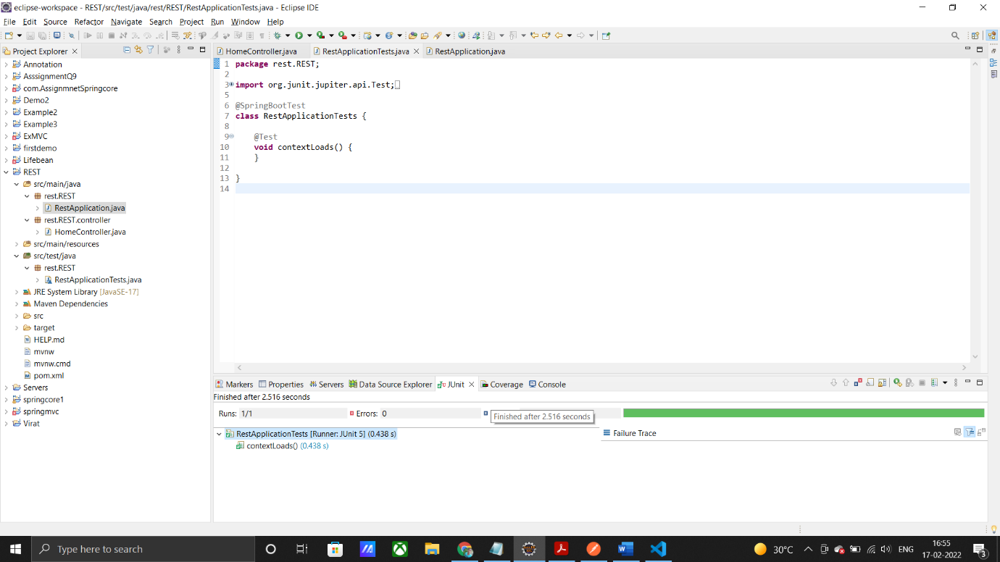 eclipse-workspace - REST/src/test/java/rest/REST/RestApplicationTests.java - Eclipse IDE
File Edit Source Refactor Navigate Search Project Run Window Help
Project Explorer
Annotation
AsssignmentQ9
com.AssignmnetSpringcore
Demo2
Example2
Example3
ExMVC
firstdemo
Lifebean
REST
src/main/java
rest.REST
RestApplication.java
rest.REST.controller
HomeController.java
src/main/resources
src/test/java
rest.REST
RestApplicationTests.java
JRE System Library [JavaSE-17]
Maven Dependencies
src
target
HELP.md
mvnw
mvnw.cmd
pom.xml
Servers
springcore1
springmvc
Virat
HomeController.java RestApplicationTests.java RestApplication.java
1 package rest.REST;
2
3 import org.junit.jupiter.api.Test;
5
6 @SpringBootTest
7 class RestApplicationTests {
8
9 @Test
10 void contextLoads() {
11 }
12
13 }
14
Markers Properties Servers Data Source Explorer JUnit Coverage Console
Finished after 2.516 seconds
Runs: 1/1 Errors: 0
Finished after 2.516 seconds
RestApplicationTests [Runner: JUnit 5] (0.438 s)
contextLoads() (0.438 s)
Failure Trace
Type here to search
30°C
ENG
16:55
17-02-2022
3